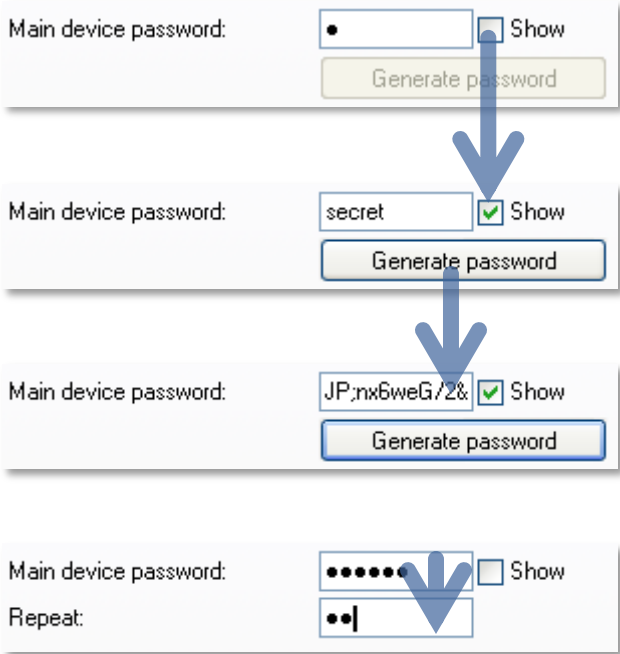 Main device password: ● Show
Generate password
Main device password: secret Show
Generate password
Main device password: JP;nx6weG/2& Show
Generate password
Main device password: ●●●●●● Show
Repeat: ●●